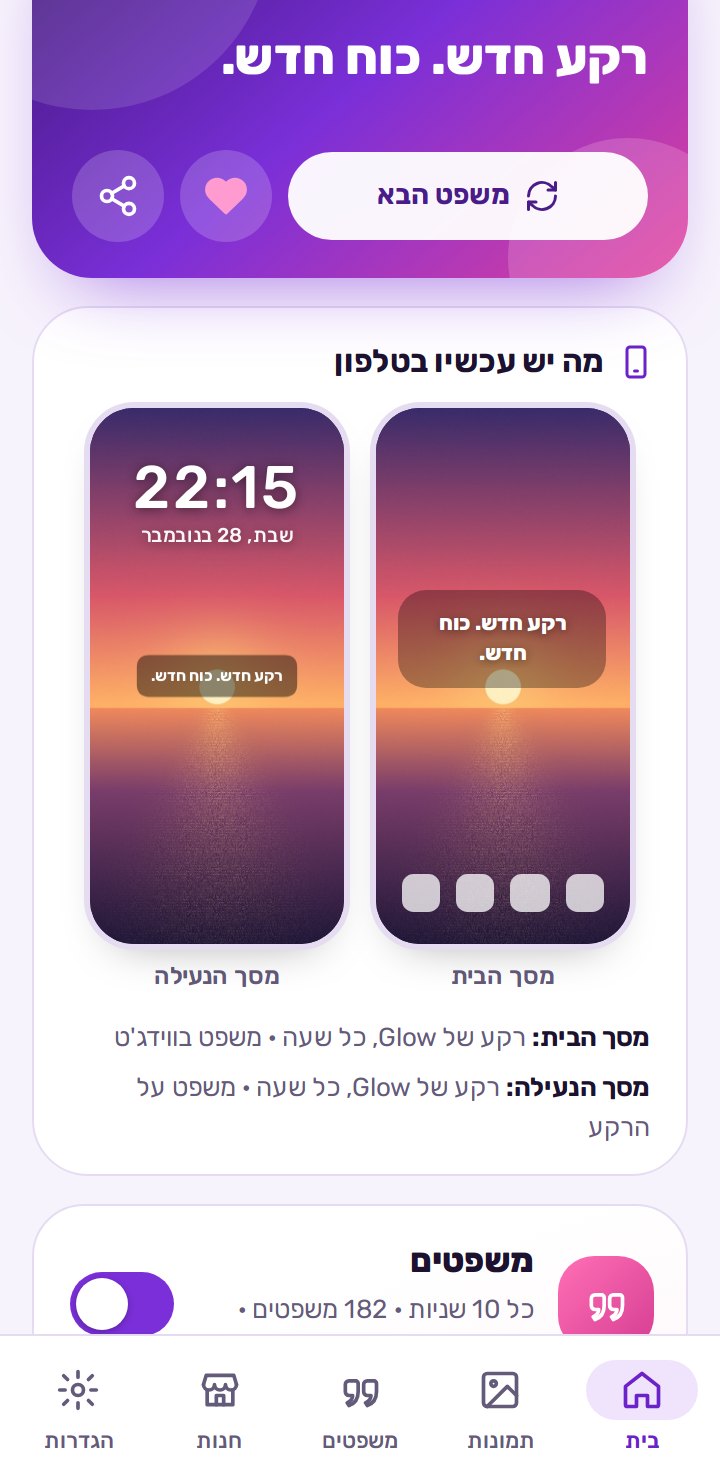 רקע חדש. כוח חדש.
משפט הבא
מה יש עכשיו בטלפון
רקע חדש. כוח
חדש.
מסך הבית
22:15
שבת, 28 בנובמבר
רקע חדש. כוח חדש.
מסך הנעילה
מסך הבית: רקע של Glow, כל שעה • משפט בווידג'ט
מסך הנעילה: רקע של Glow, כל שעה • משפט על
הרקע
משפטים
כל 10 שניות • 182 משפטים •
בית
תמונות
משפטים
חנות
הגדרות